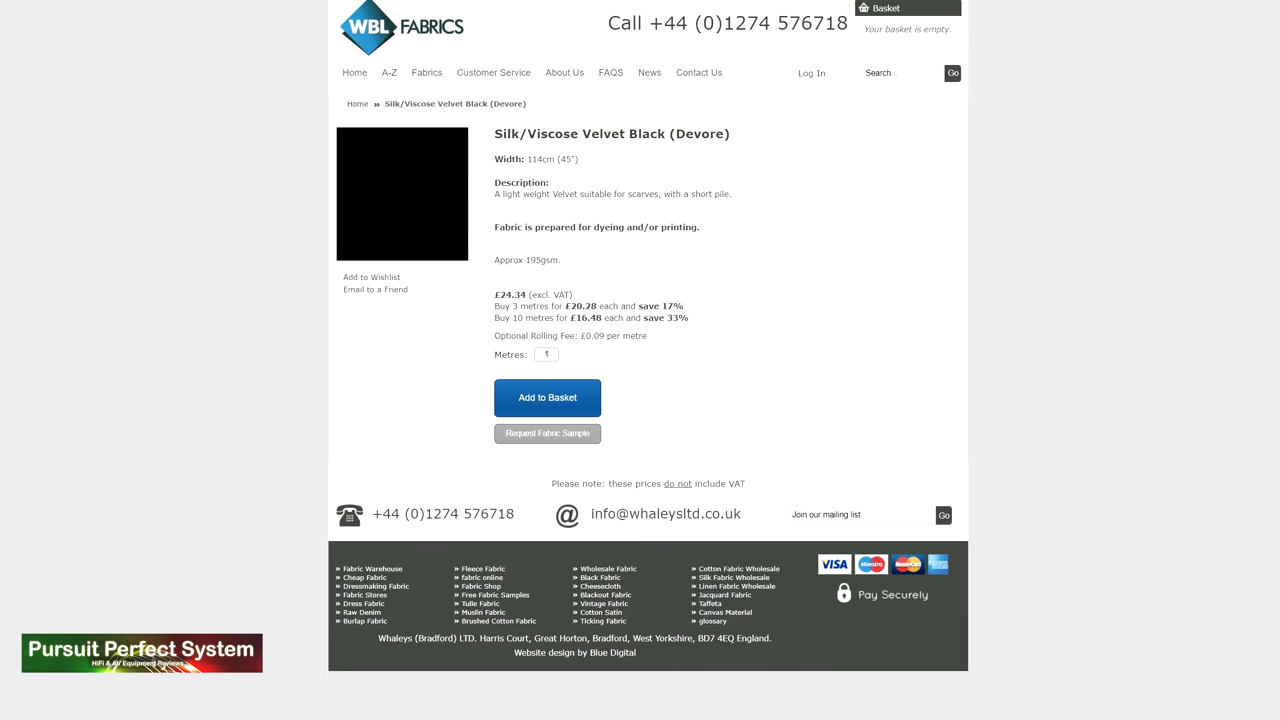 WBL FABRICS
Call +44 (0)1274 576718
Basket
Your basket is empty.
Home A-Z Fabrics Customer Service About Us FAQS News Contact Us Log In Search... Go
Home » Silk/Viscose Velvet Black (Devore)
Silk/Viscose Velvet Black (Devore)
Width: 114cm (45")
Description:
A light weight Velvet suitable for scarves, with a short pile.
Fabric is prepared for dyeing and/or printing.
Approx 195gsm.
Add to Wishlist
Email to a Friend
£24.34 (excl. VAT)
Buy 3 metres for £20.28 each and save 17%
Buy 10 metres for £16.48 each and save 33%
Optional Rolling Fee: £0.09 per metre
Metres: 1
Add to Basket
Request Fabric Sample
Please note: these prices do not include VAT
+44 (0)1274 576718 @ info@whaleysltd.co.uk Join our mailing list Go
» Fabric Warehouse » Fleece Fabric » Wholesale Fabric » Cotton Fabric Wholesale
» Cheap Fabric » fabric online » Black Fabric » Silk Fabric Wholesale
» Dressmaking Fabric » Fabric Shop » Cheesecloth » Linen Fabric Wholesale
» Fabric Stores » Free Fabric Samples » Blackout Fabric » Jacquard Fabric
» Dress Fabric » Tulle Fabric » Vintage Fabric » Taffeta
» Raw Denim » Muslin Fabric » Cotton Satin » Canvas Material
» Burlap Fabric » Brushed Cotton Fabric » Ticking Fabric » glossary
VISA Maestro MasterCard
Pay Securely
Whaleys (Bradford) LTD. Harris Court, Great Horton, Bradford, West Yorkshire, BD7 4EQ England.
Website design by Blue Digital
Pursuit Perfect System
HiFi & AV Equipment Reviews